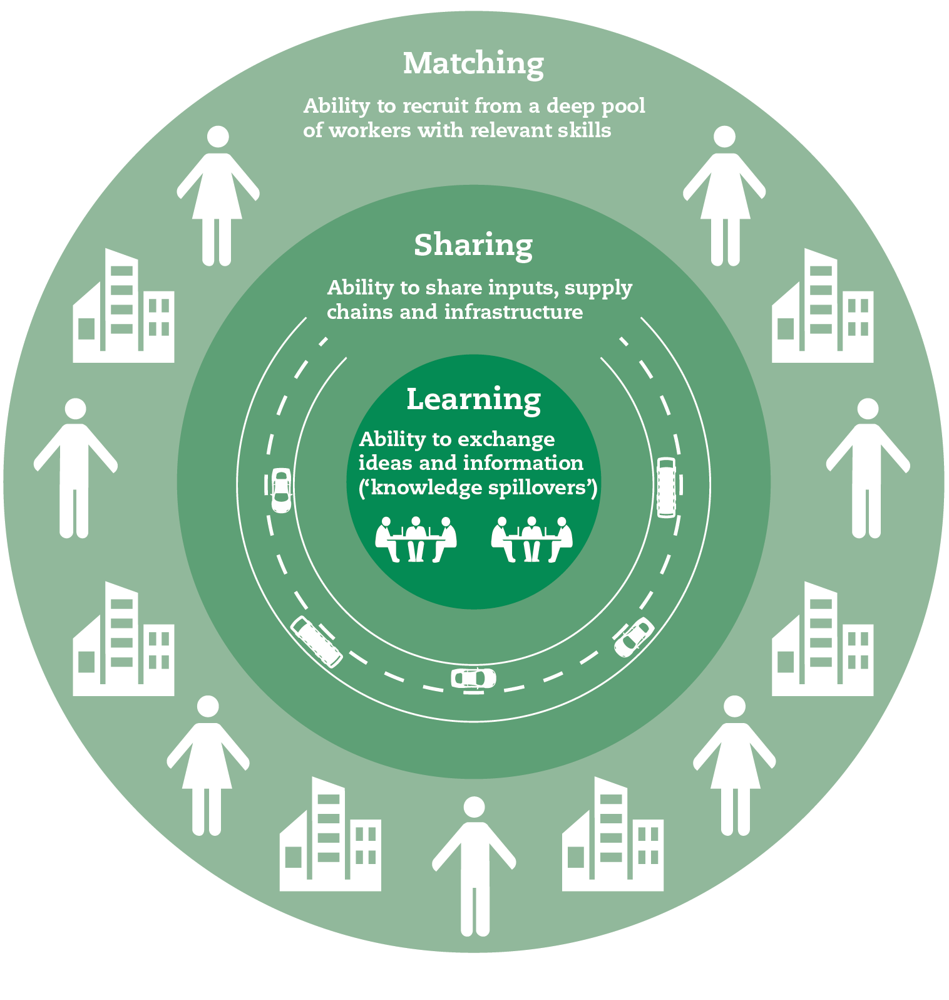 Matching
Ability to recruit from a deep pool
of workers with relevant skills
Sharing
Ability to share inputs, supply
chains and infrastructure
Learning
Ability to exchange
ideas and information
(‘knowledge spillovers’)